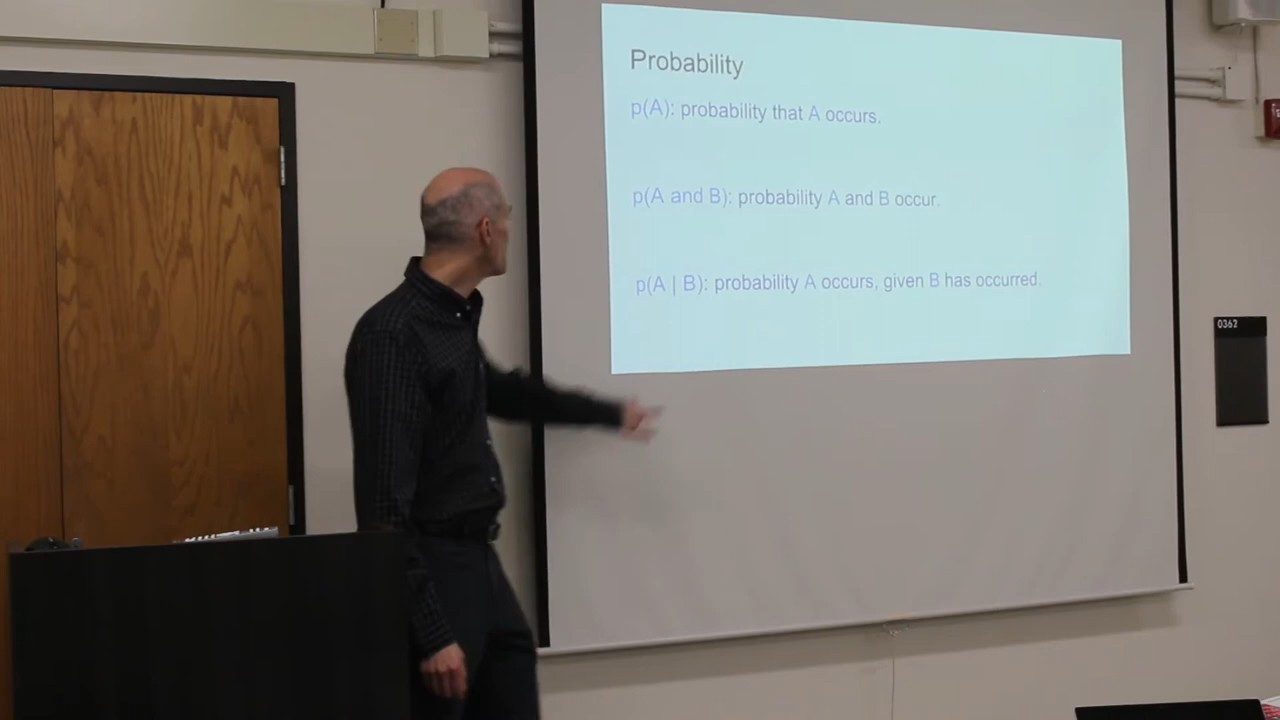 Probability
p(A): probability that A occurs.
p(A and B): probability A and B occur.
p(A | B): probability A occurs, given B has occurred.
0362